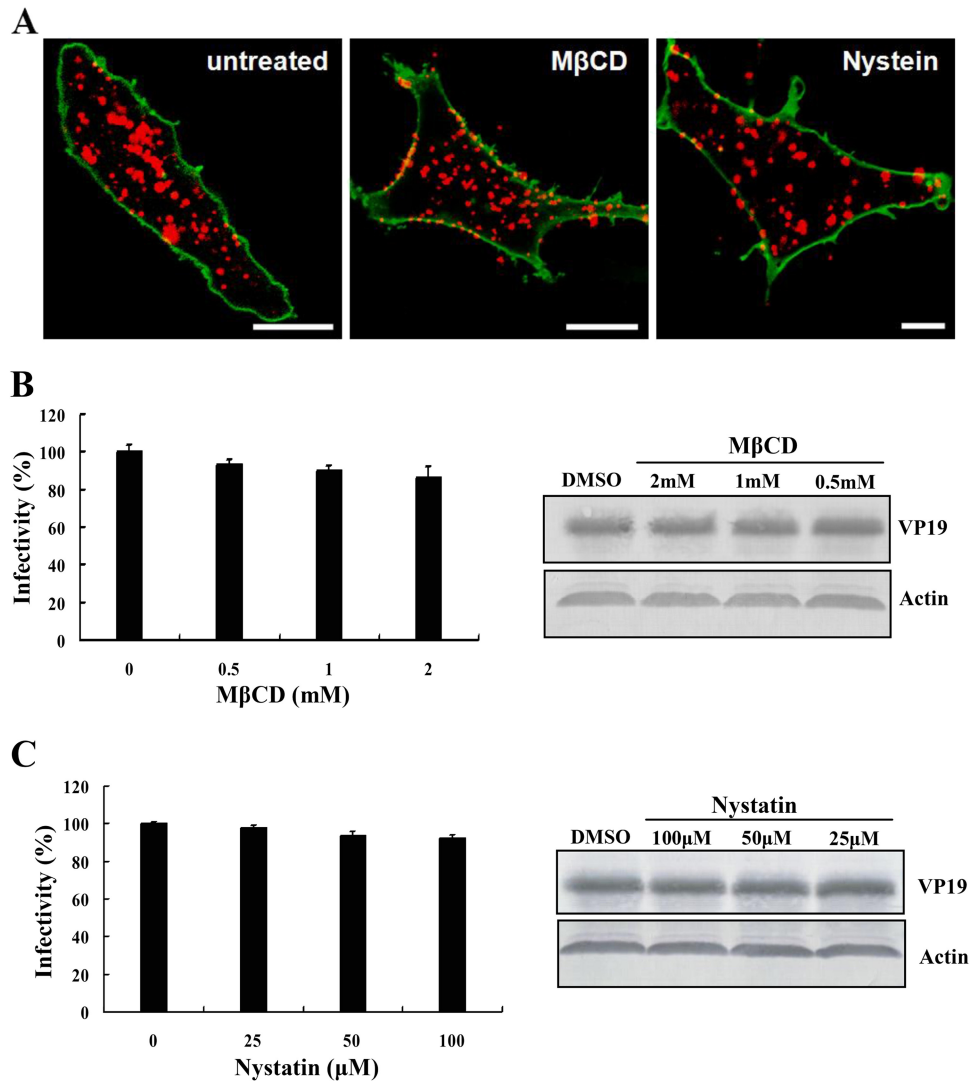 A
untreated
MβCD
Nystein
B
120
100
80
60
40
20
0
Infectivity (%)
0 0.5 1 2
MβCD (mM)
MβCD
DMSO 2mM 1mM 0.5mM
VP19
Actin
C
120
100
80
60
40
20
0
Infectivity (%)
0 25 50 100
Nystatin (μM)
Nystatin
DMSO 100μM 50μM 25μM
VP19
Actin